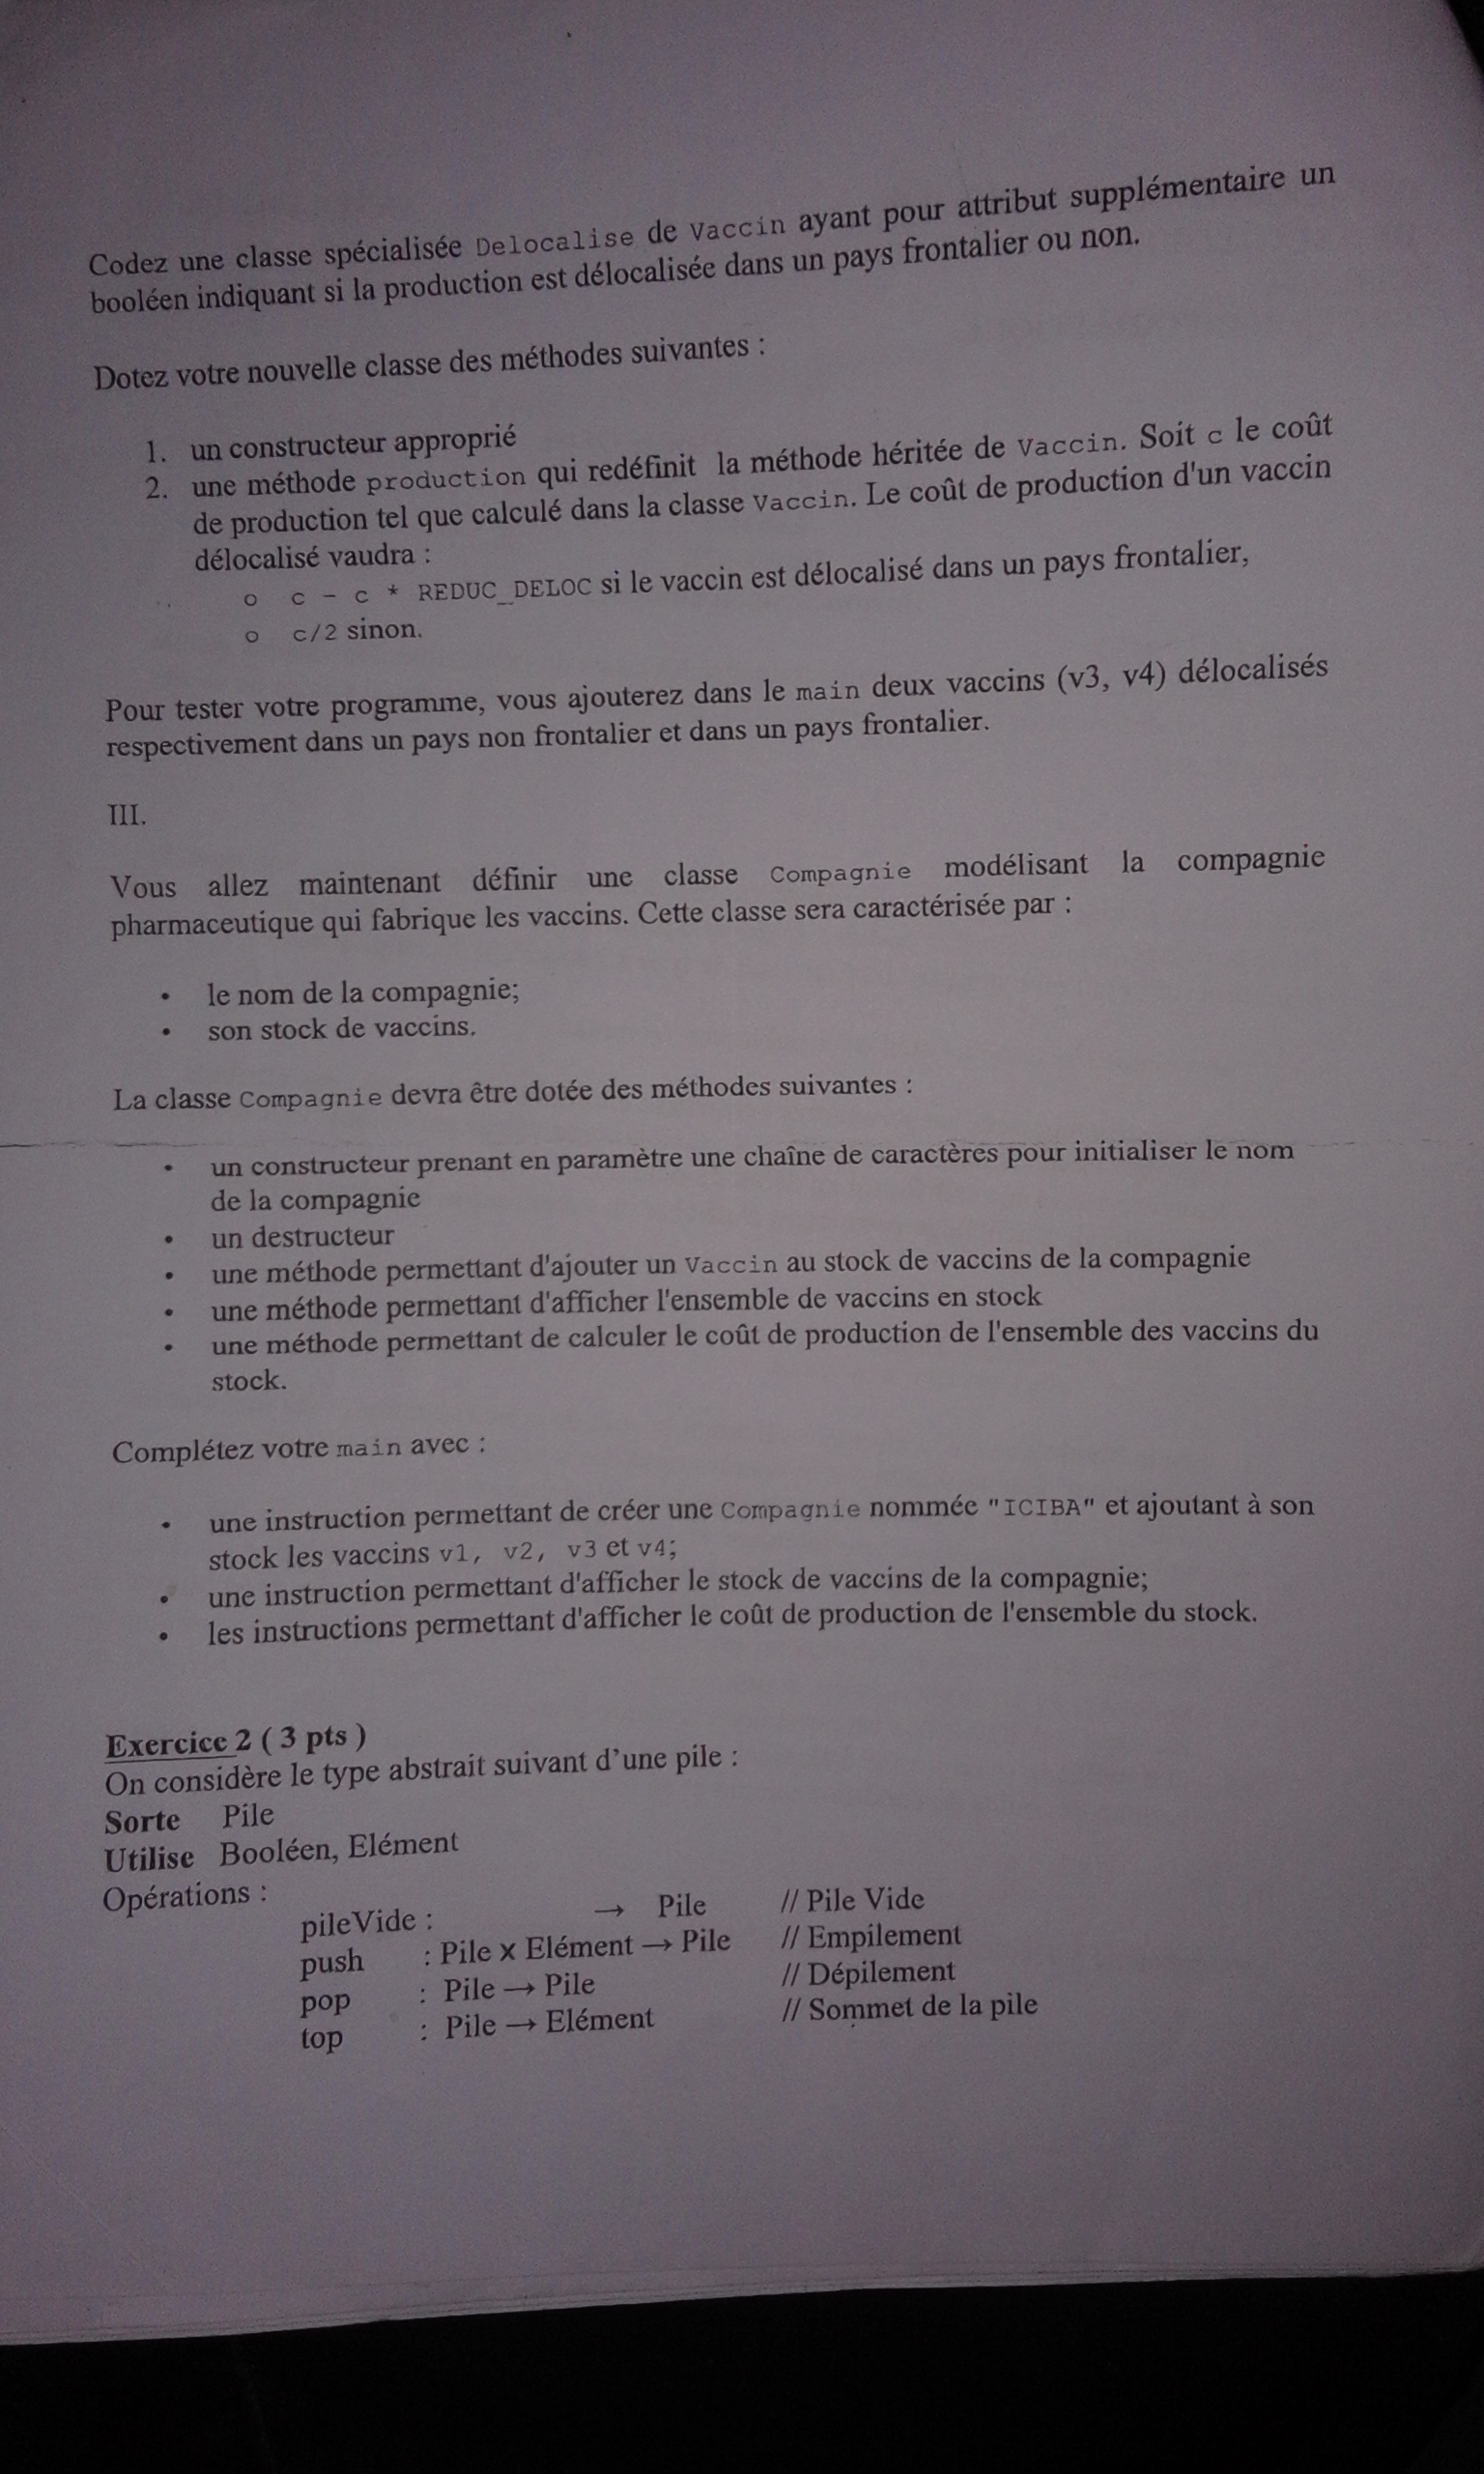 Codez une classe spécialisée Delocalise de Vaccin ayant pour attribut supplémentaire un
booléen indiquant si la production est délocalisée dans un pays frontalier ou non.
Dotez votre nouvelle classe des méthodes suivantes :
1. un constructeur approprié
2. une méthode production qui redéfinit la méthode héritée de Vaccin. Soit c le coût
de production tel que calculé dans la classe Vaccin. Le coût de production d'un vaccin
délocalisé vaudra :
o c - c * REDUC_DELOC si le vaccin est délocalisé dans un pays frontalier,
o c/2 sinon.
Pour tester votre programme, vous ajouterez dans le main deux vaccins (v3, v4) délocalisés
respectivement dans un pays non frontalier et dans un pays frontalier.
III.
Vous allez maintenant définir une classe Compagnie modélisant la compagnie
pharmaceutique qui fabrique les vaccins. Cette classe sera caractérisée par :
• le nom de la compagnie;
• son stock de vaccins.
La classe Compagnie devra être dotée des méthodes suivantes :
• un constructeur prenant en paramètre une chaîne de caractères pour initialiser le nom
de la compagnie
• un destructeur
• une méthode permettant d'ajouter un Vaccin au stock de vaccins de la compagnie
• une méthode permettant d'afficher l'ensemble de vaccins en stock
• une méthode permettant de calculer le coût de production de l'ensemble des vaccins du
stock.
Complétez votre main avec :
• une instruction permettant de créer une Compagnie nommée "ICIBA" et ajoutant à son
stock les vaccins v1, v2, v3 et v4;
• une instruction permettant d'afficher le stock de vaccins de la compagnie;
• les instructions permettant d'afficher le coût de production de l'ensemble du stock.
Exercice 2 ( 3 pts )
On considère le type abstrait suivant d’une pile :
Sorte Pile
Utilise Booléen, Elément
Opérations :
pileVide : → Pile // Pile Vide
push : Pile x Elément → Pile // Empilement
pop : Pile → Pile // Dépilement
top : Pile → Elément // Sommet de la pile